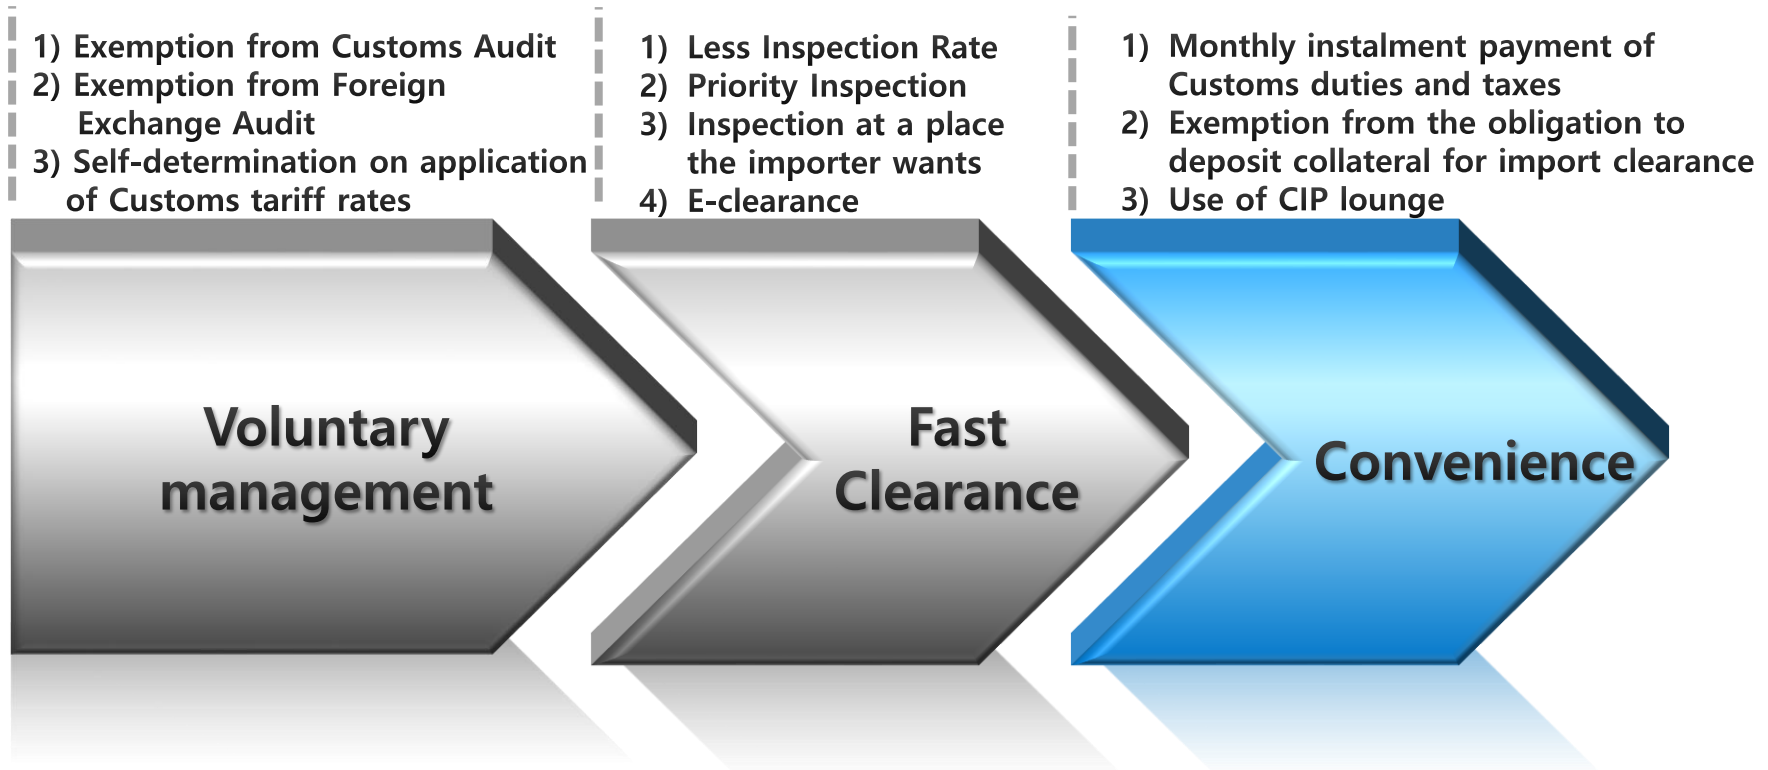 1) Exemption from Customs Audit
2) Exemption from Foreign
Exchange Audit
3) Self-determination on application
of Customs tariff rates
1) Less Inspection Rate
2) Priority Inspection
3) Inspection at a place
the importer wants
4) E-clearance
1) Monthly instalment payment of
Customs duties and taxes
2) Exemption from the obligation to
deposit collateral for import clearance
3) Use of CIP lounge
Voluntary
management
Fast
Clearance
Convenience